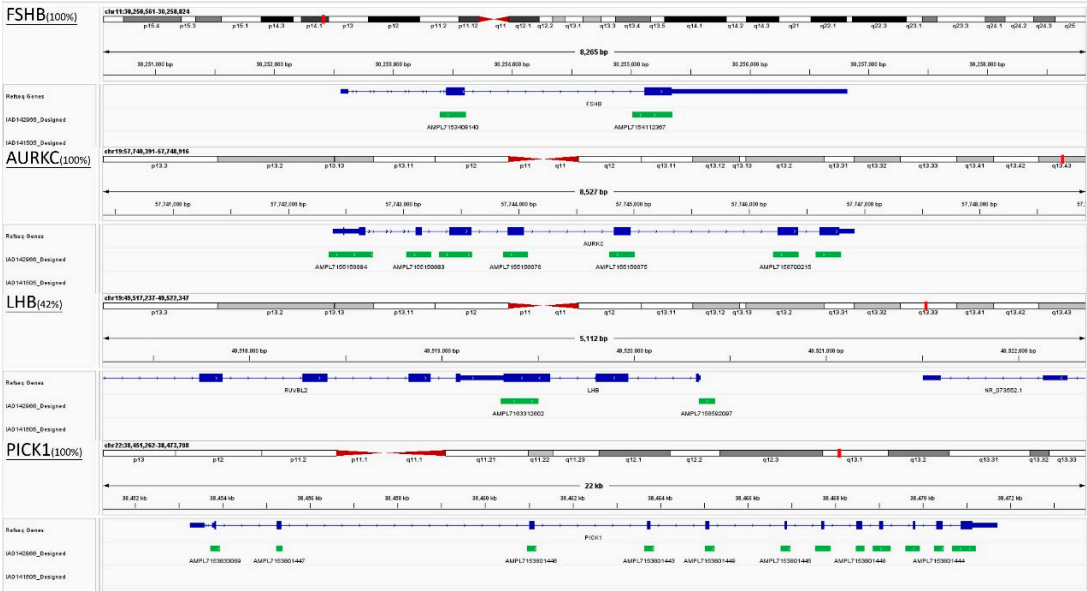 FSHB(100%)
chr11:30,250,561-30,258,824
p15.4 p15.3 p15.1 p14.3 p14.1 p13 p12 p11.2 p11.12 q11 q12.1 q12.2 q13.1 q13.3 q13.4 q13.5 q14.1 q14.3 q21 q22.1 q22.3 q23.1 q23.3 q24.1 q24.2 q24.3 q25
8,265 bp
30,251,000 bp 30,252,000 bp 30,253,000 bp 30,254,000 bp 30,255,000 bp 30,256,000 bp 30,257,000 bp 30,258,000 bp
Refseq Genes
FSHB
IAD142966_Designed
AMPL7153409140 AMPL7154112367
IAD141505_Designed
AURKC(100%)
chr19:57,740,391-57,748,916
p13.3 p13.2 p13.13 p13.11 p12 p11 q11 q12 q13.11 q13.12 q13.13 q13.2 q13.31 q13.32 q13.33 q13.41 q13.42 q13.43
8,527 bp
57,741,000 bp 57,742,000 bp 57,743,000 bp 57,744,000 bp 57,745,000 bp 57,746,000 bp 57,747,000 bp 57,748,000 bp 57,7
Refseq Genes
AURKC
IAD142966_Designed
AMPL7155156684 AMPL7155156683 AMPL7155156676 AMPL7155156675 AMPL7156700215
IAD141505_Designed
LHB(42%)
chr19:49,517,237-49,522,347
p13.3 p13.2 p13.13 p13.11 p12 p11 q11 q12 q13.11 q13.12 q13.13 q13.2 q13.31 q13.32 q13.33 q13.41 q13.42 q13.43
5,112 bp
49,518,000 bp 49,519,000 bp 49,520,000 bp 49,521,000 bp 49,522,000 bp
Refseq Genes
RUVBL2 LHB NR_073562.1
IAD142966_Designed
AMPL7163312602 AMPL7156592097
IAD141505_Designed
PICK1(100%)
chr22:38,451,262-38,473,708
p13 p12 p11.2 p11.1 q11.1 q11.21 q11.22 q11.23 q12.1 q12.2 q12.3 q13.1 q13.2 q13.31 q13.32 q13.33
22 kb
38,452 kb 38,454 kb 38,456 kb 38,458 kb 38,460 kb 38,462 kb 38,464 kb 38,466 kb 38,468 kb 38,470 kb 38,472 kb
Refseq Genes
PICK1
IAD142966_Designed
AMPL7153633069 AMPL7153601447 AMPL7153601446 AMPL7153601443 AMPL7153601449 AMPL7153601445 AMPL7153601448 AMPL7153601444
IAD141505_Designed